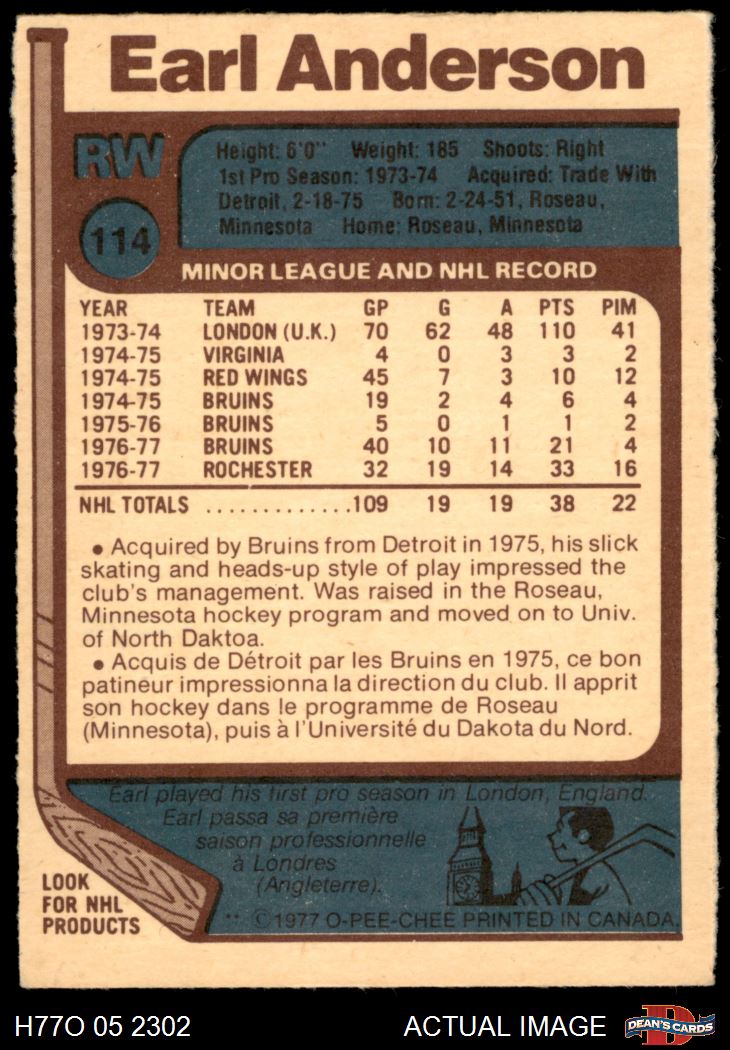 Earl Anderson
RW
114
Height: 6'0" Weight: 185 Shoots: Right
1st Pro Season: 1973-74 Acquired: Trade With
Detroit, 2-18-75 Born: 2-24-51, Roseau,
Minnesota Home: Roseau, Minnesota
MINOR LEAGUE AND NHL RECORD
YEAR TEAM GP G A PTS PIM
1973-74 LONDON (U.K.) 70 62 48 110 41
1974-75 VIRGINIA 4 0 3 3 2
1974-75 RED WINGS 45 7 3 10 12
1974-75 BRUINS 19 2 4 6 4
1975-76 BRUINS 5 0 1 1 2
1976-77 BRUINS 40 10 11 21 4
1976-77 ROCHESTER 32 19 14 33 16
NHL TOTALS .............109 19 19 38 22
● Acquired by Bruins from Detroit in 1975, his slick
skating and heads-up style of play impressed the
club's management. Was raised in the Roseau,
Minnesota hockey program and moved on to Univ.
of North Daktoa.
● Acquis de Détroit par les Bruins en 1975, ce bon
patineur impressionna la direction du club. Il apprit
son hockey dans le programme de Roseau
(Minnesota), puis à l'Université du Dakota du Nord.
Earl played his first pro season in London, England.
Earl passa sa première
saison professionnelle
à Londres
(Angleterre).
LOOK
FOR NHL
PRODUCTS
** ©1977 O-PEE-CHEE PRINTED IN CANADA.
H77O 05 2302 ACTUAL IMAGE
D
DEAN'S CARDS